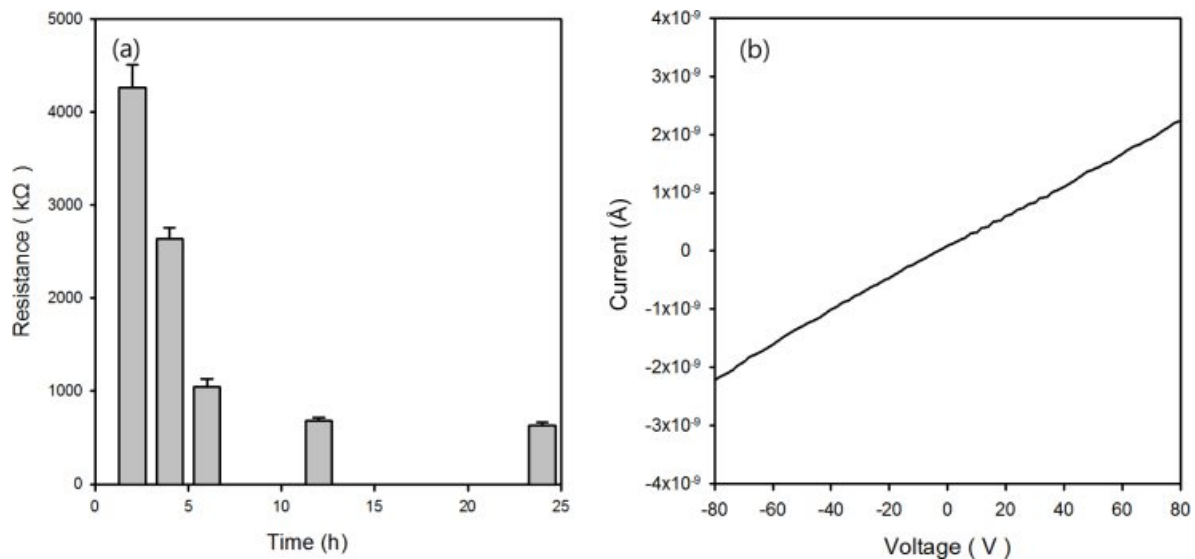 (a)
5000
4000
3000
2000
1000
0
Resistance ( kΩ)
0 5 10 15 20 25
Time (h)
(b)
4x10⁻⁹
3x10⁻⁹
2x10⁻⁹
1x10⁻⁹
0
-1x10⁻⁹
-2x10⁻⁹
-3x10⁻⁹
-4x10⁻⁹
Current (Å)
-80 -60 -40 -20 0 20 40 60 80
Voltage ( V )